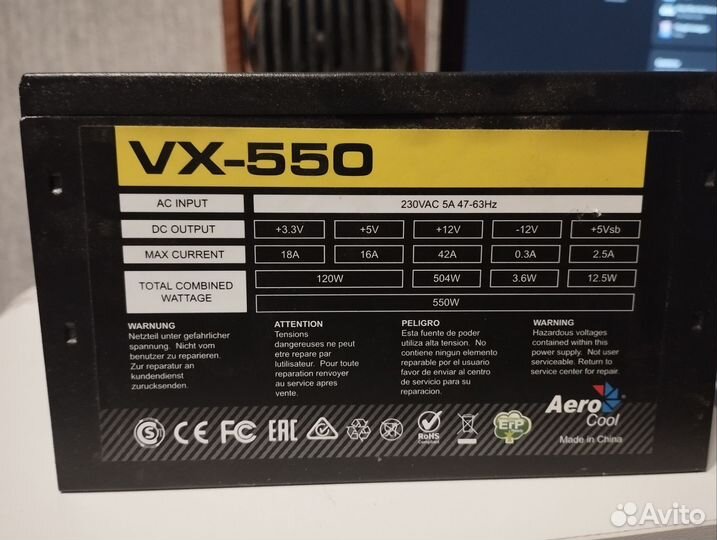 VX-550
AC INPUT 230VAC 5A 47-63Hz
DC OUTPUT +3.3V +5V +12V -12V +5Vsb
MAX CURRENT 18A 16A 42A 0.3A 2.5A
TOTAL COMBINED WATTAGE 120W 504W 3.6W 12.5W
550W
WARNUNG
Netzteil unter gefahrlicher
spannung. Nicht vom
benutzer zu reparieren.
Zur reparatur an
kundendienst
zurucksenden.
ATTENTION
Tensions
dangereuses ne peut
etre repare par
lutilisateur. Pour toute
reparation renvoyer
au service apres
vente.
PELIGRO
Esta fuente de poder
utiliza alta tension. No
contiene ningun elemento
reparable por el usuario
favor de enviar al centro
de servicio para su
reparacion.
WARNING
Hazardous voltages
contained within this
power supply. Not user
serviceable. Return to
service center for repair.
CE FC EAC RoHS
Compliant
ErP
Aero
Cool
Made in China
Avito